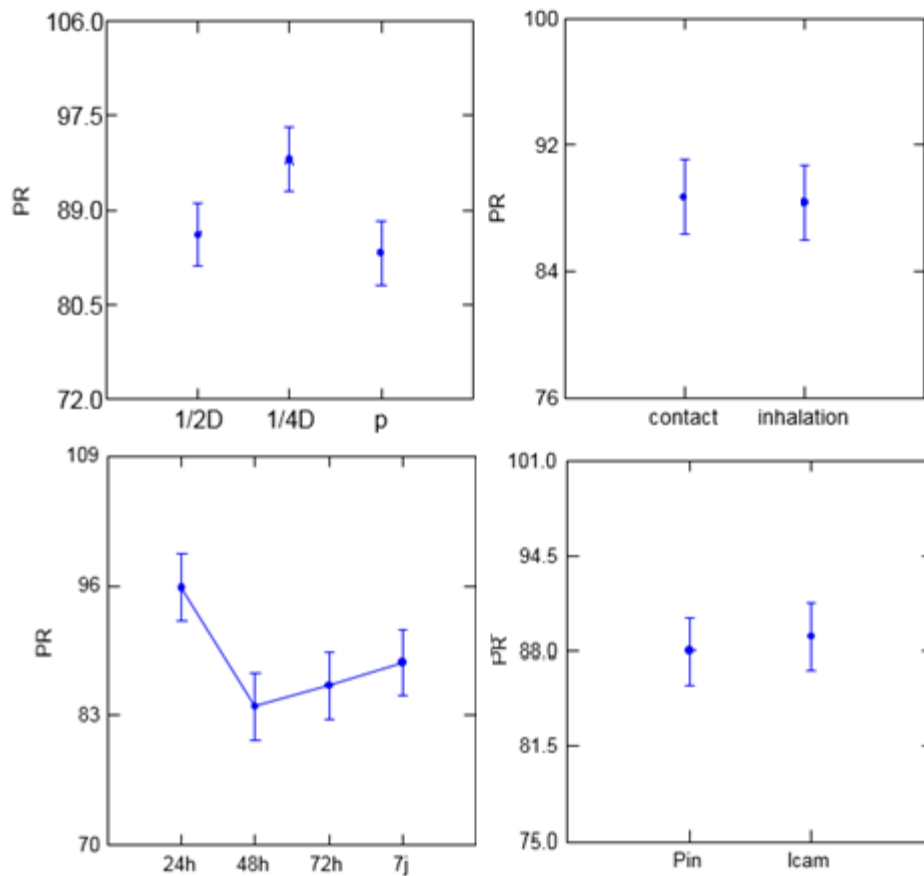 106.0
97.5
89.0
80.5
72.0
PR
1/2D 1/4D p
100
92
84
76
PR
contact inhalation
109
96
83
70
PR
24h 48h 72h 7j
101.0
94.5
88.0
81.5
75.0
PR
Pin Icam